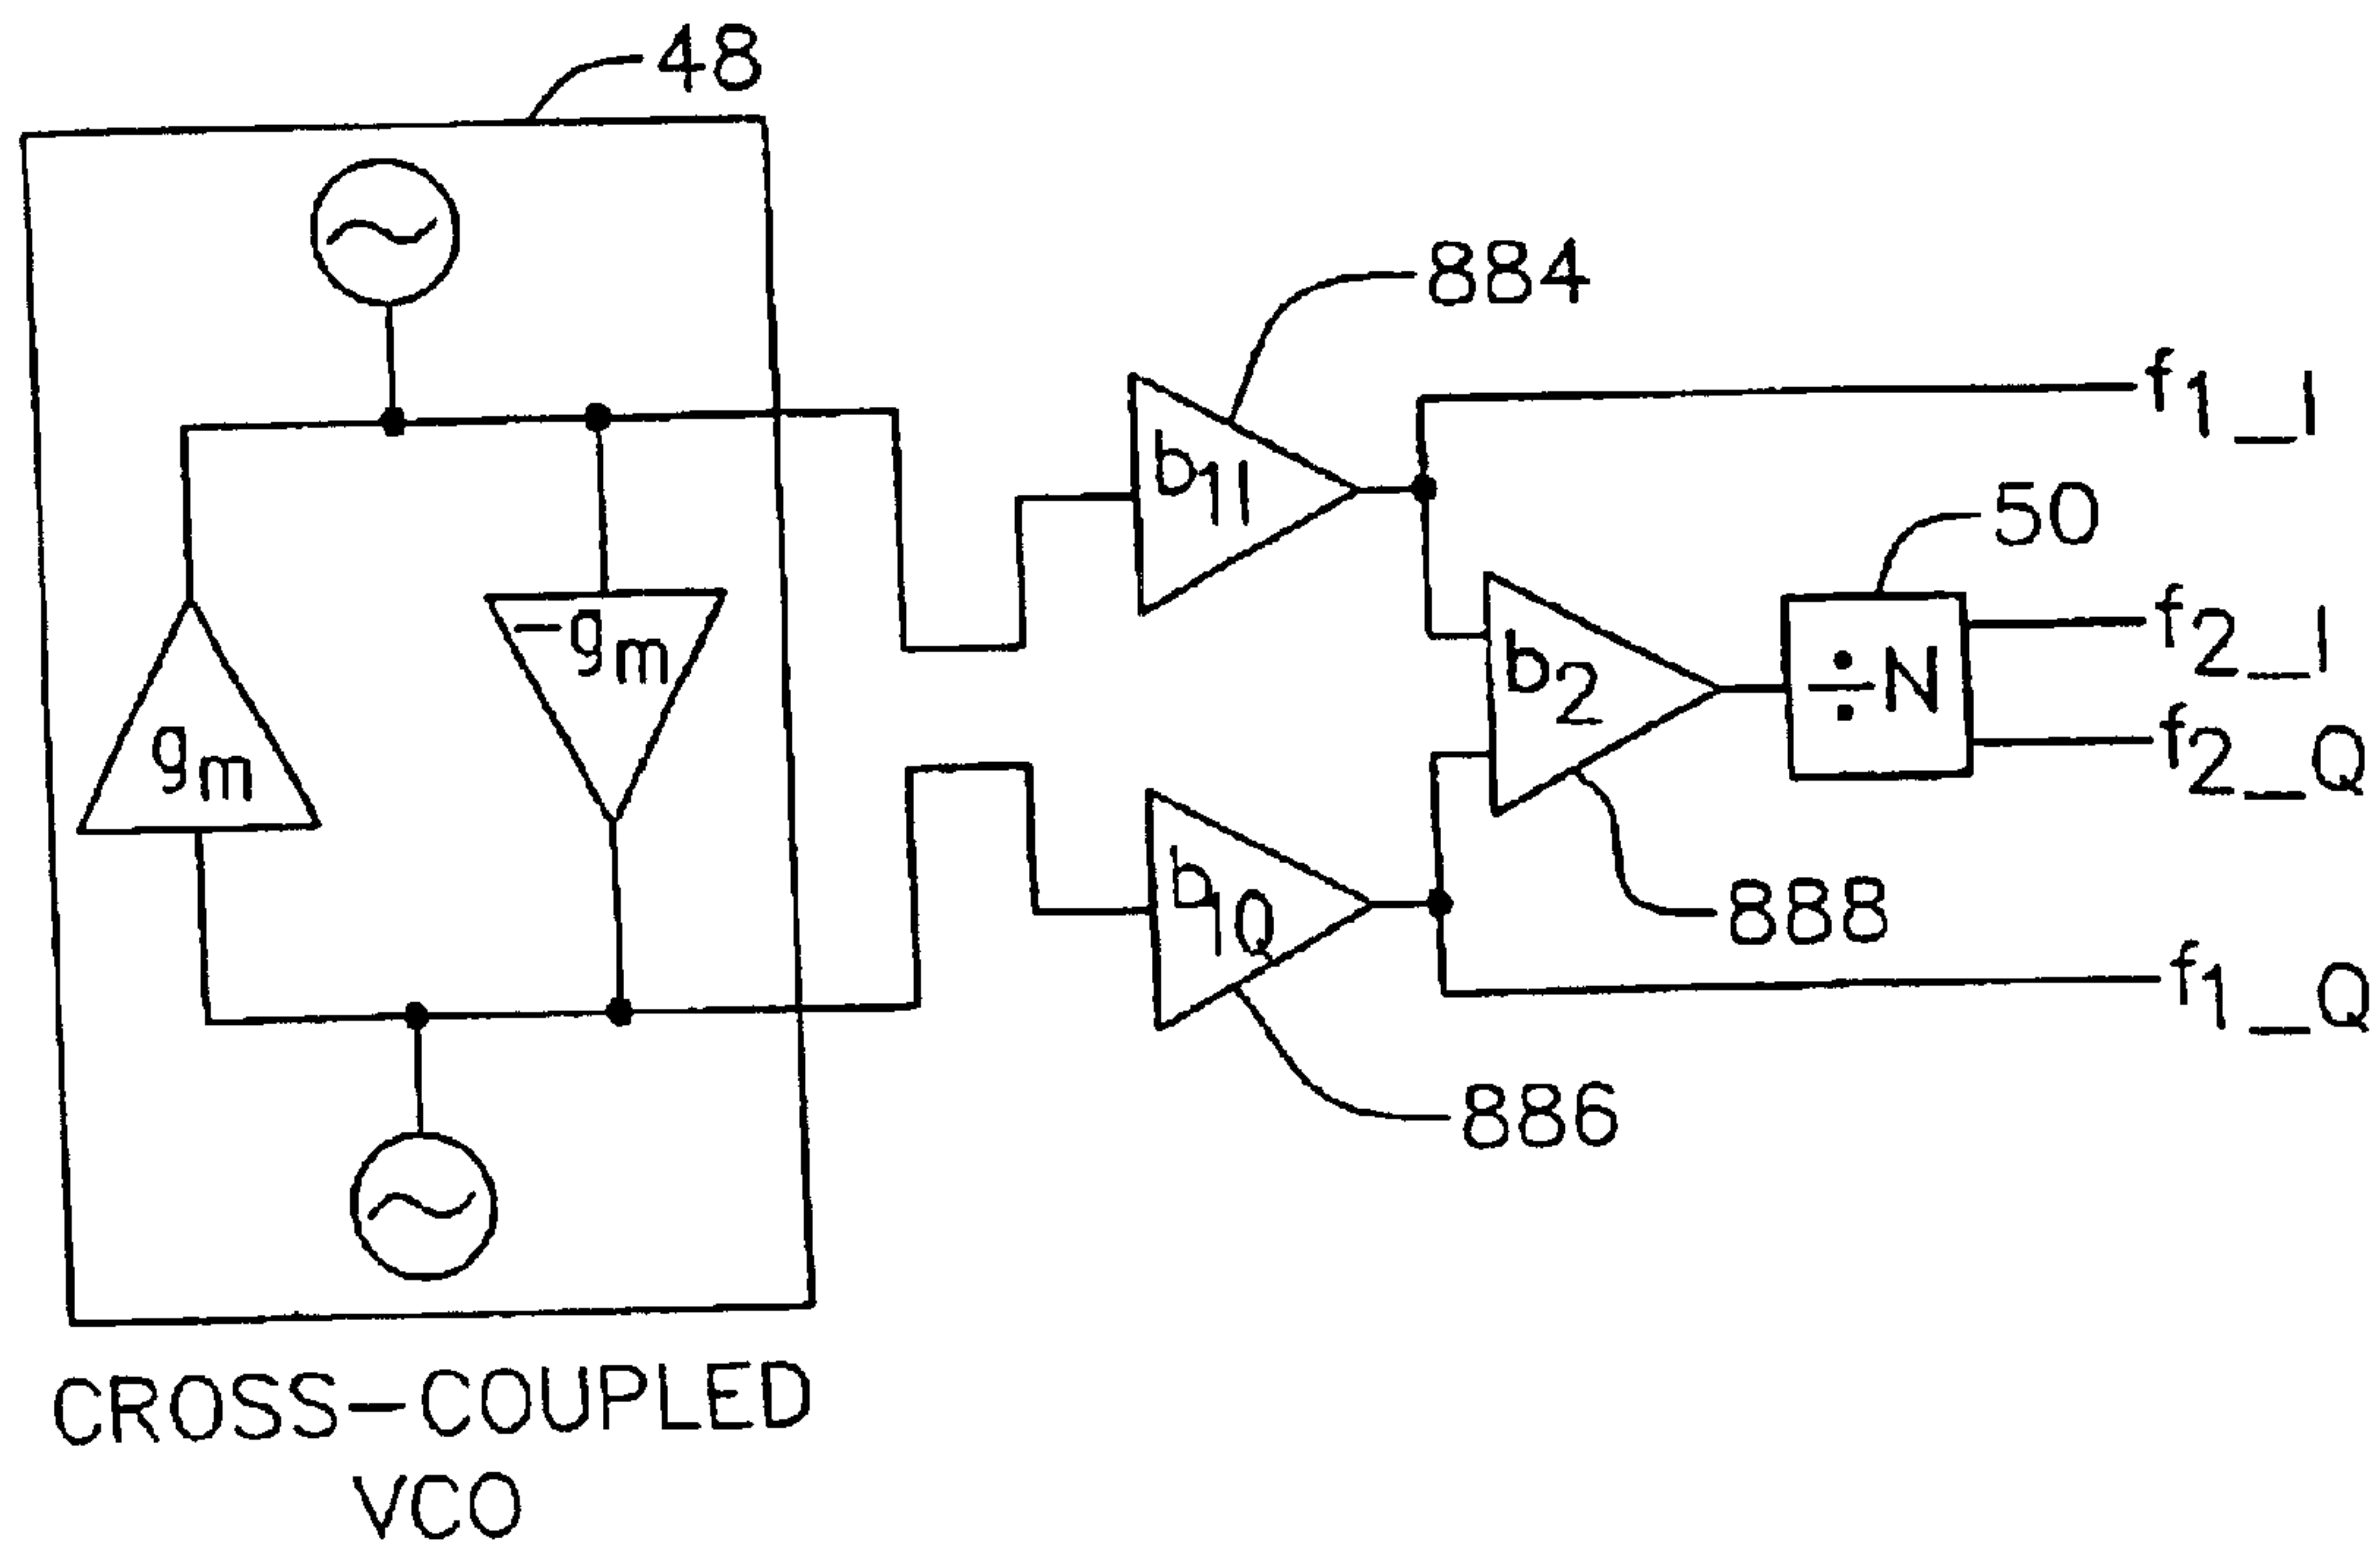 48
884
f1_I
b1I
50
f2_I
-gm
b2
÷N
gm
f2_Q
b1Q
888
f1_Q
886
CROSS-COUPLED
VCO